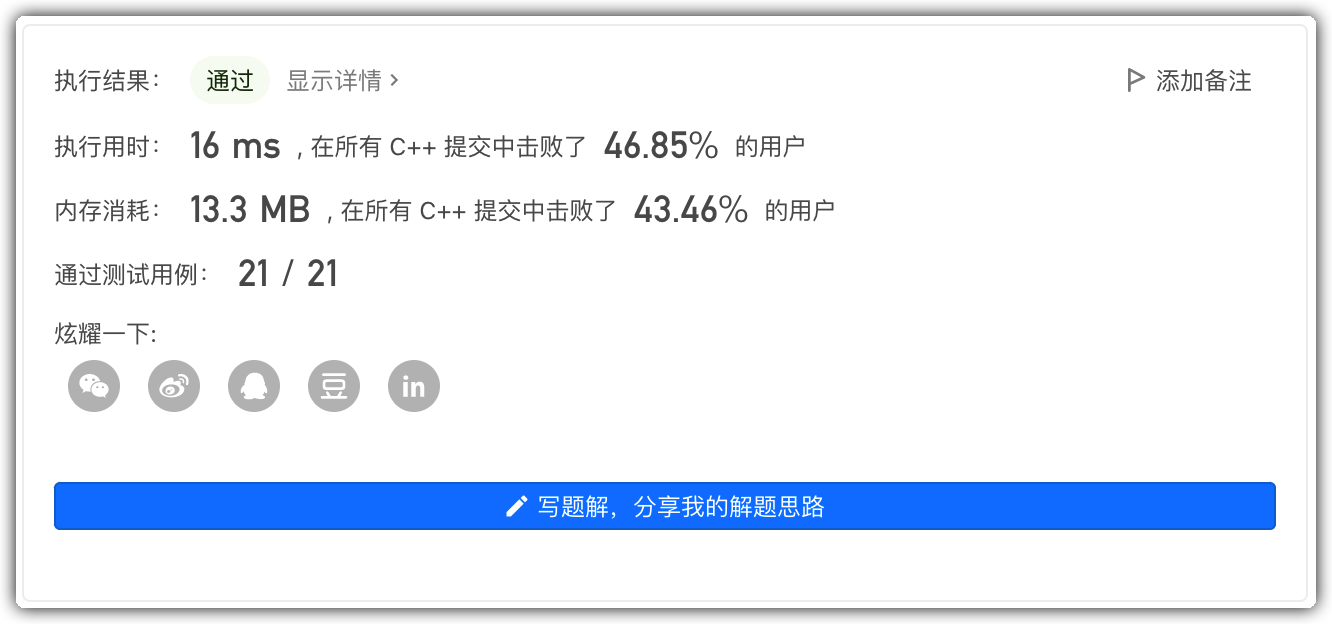 执行结果： 通过 显示详情 › 添加备注
执行用时： 16 ms , 在所有 C++ 提交中击败了 46.85% 的用户
内存消耗： 13.3 MB , 在所有 C++ 提交中击败了 43.46% 的用户
通过测试用例： 21 / 21
炫耀一下:
豆 in
写题解，分享我的解题思路